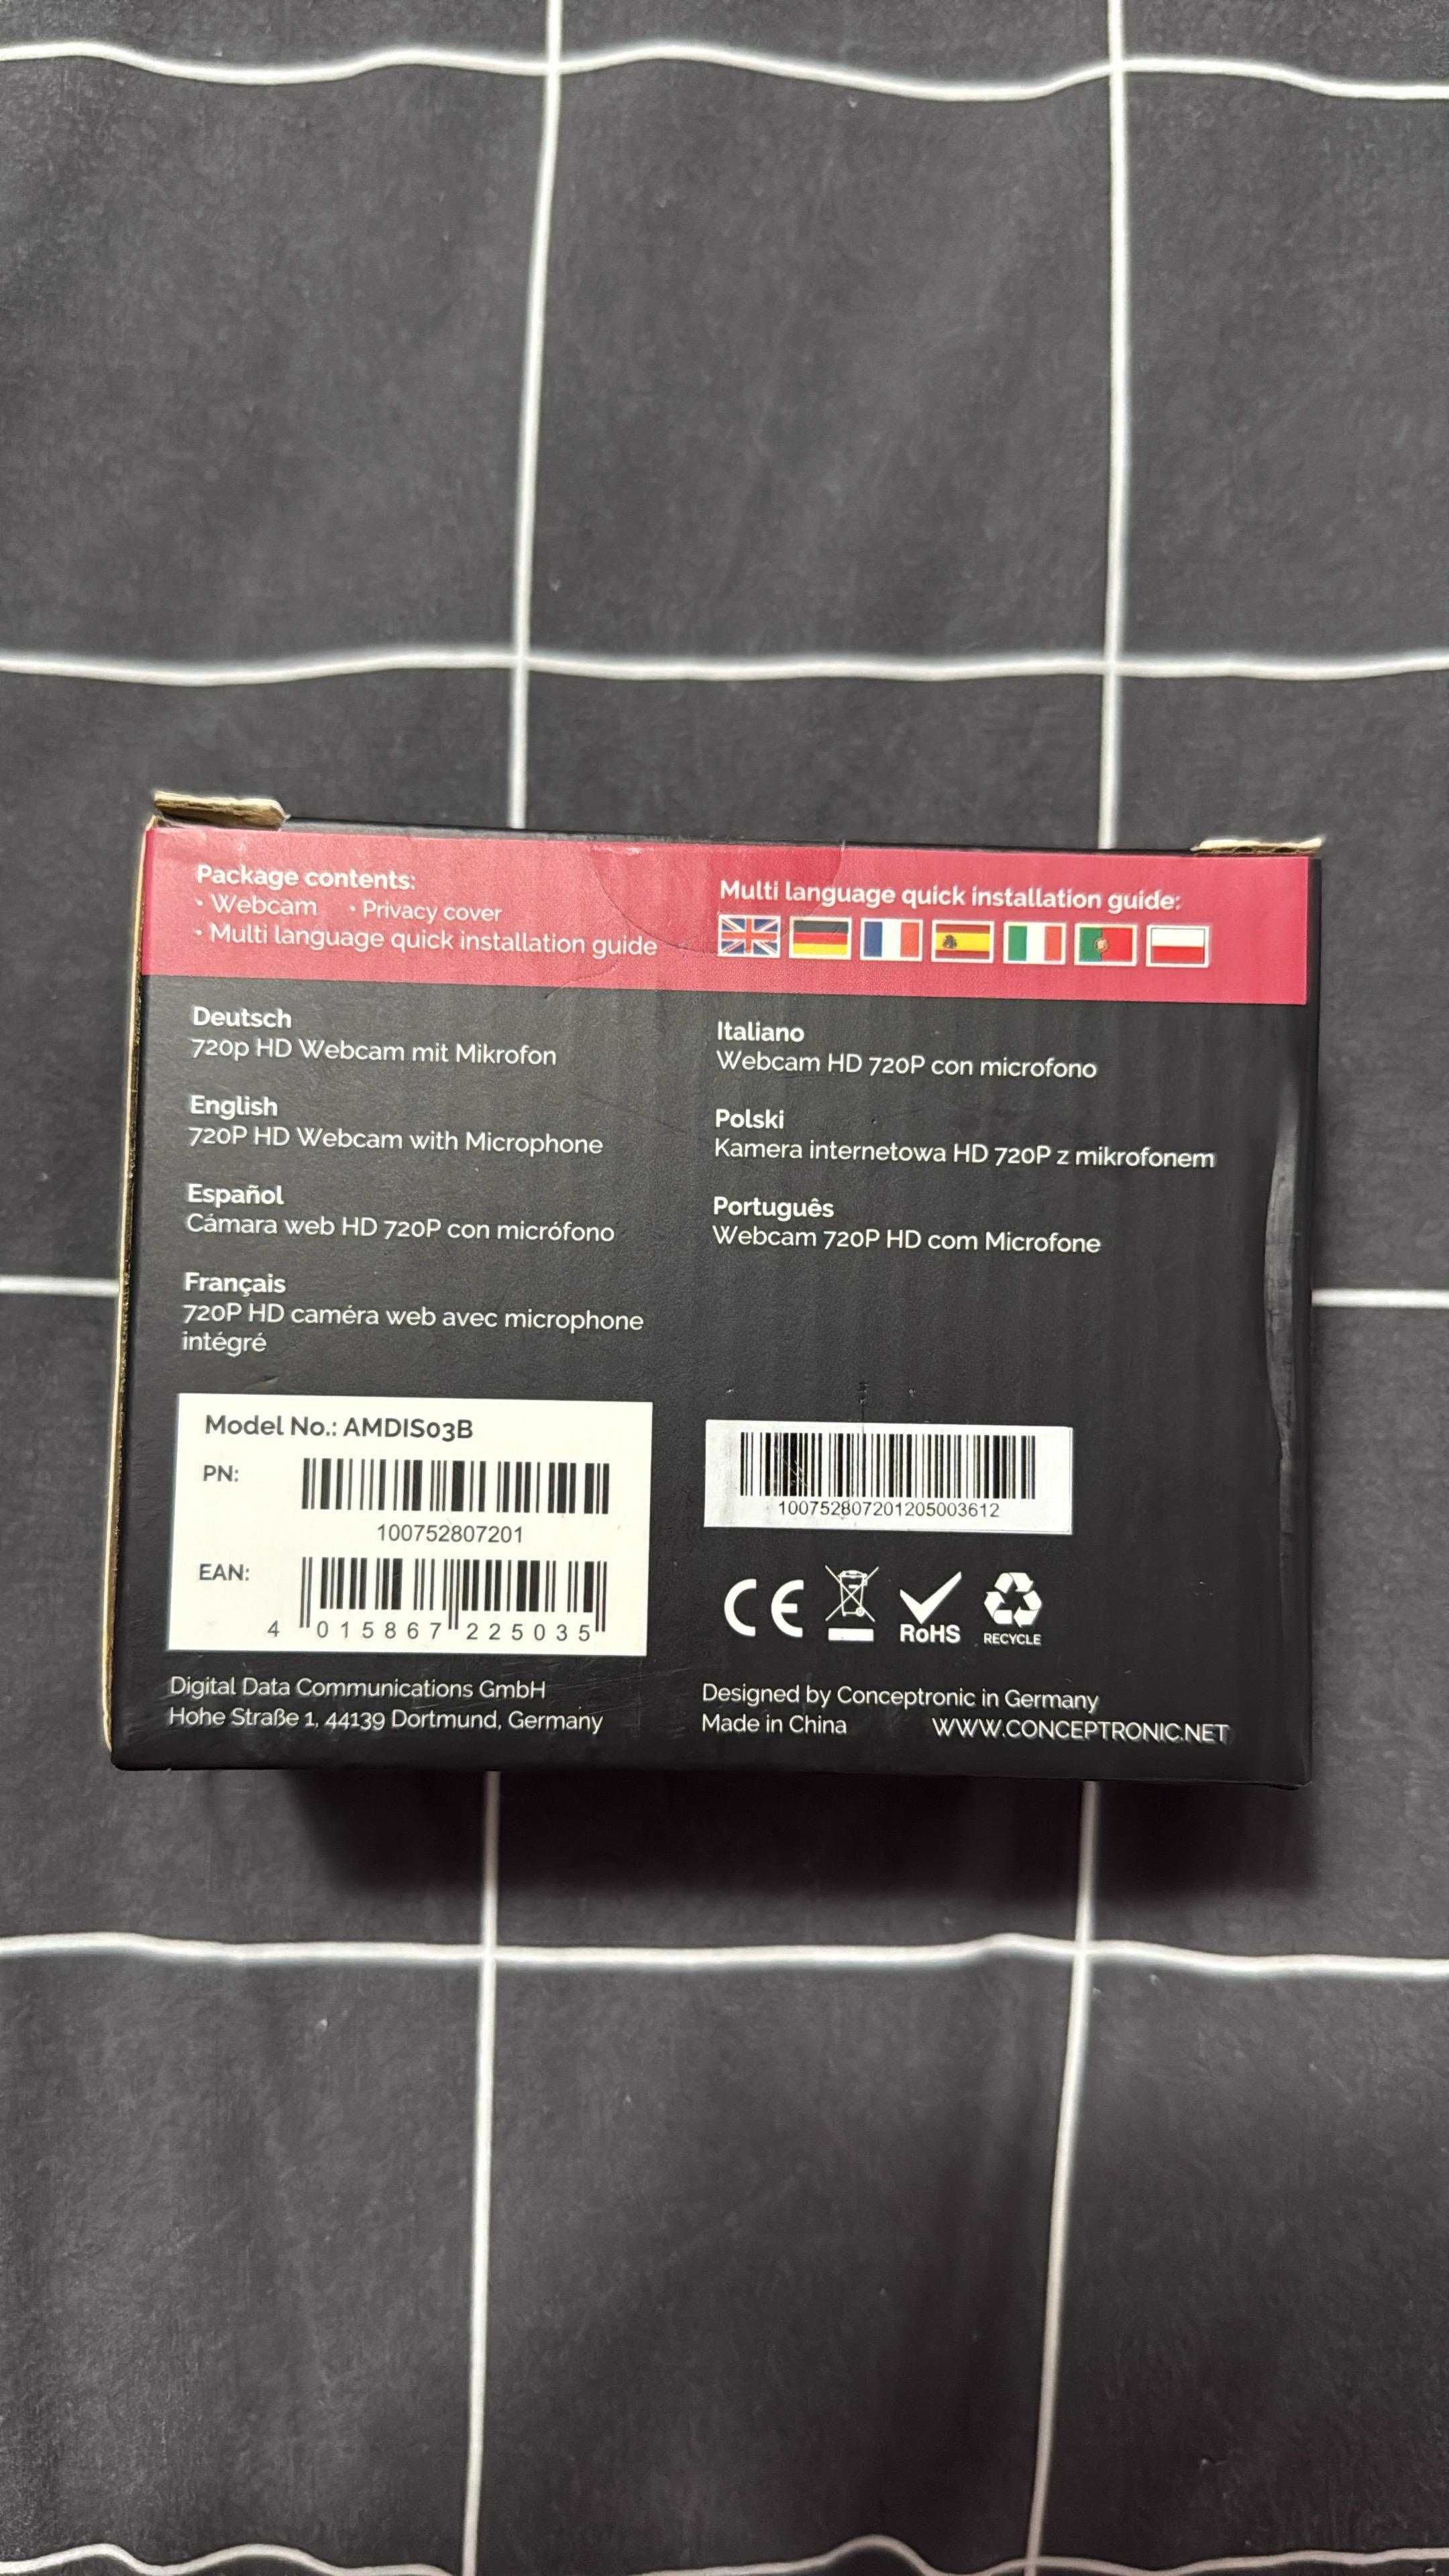 Package contents:
• Webcam • Privacy cover
• Multi language quick installation guide
Multi language quick installation guide:
Deutsch
720p HD Webcam mit Mikrofon
English
720P HD Webcam with Microphone
Español
Cámara web HD 720P con micrófono
Français
720P HD caméra web avec microphone
intégré
Italiano
Webcam HD 720P con microfono
Polski
Kamera internetowa HD 720P z mikrofonem
Português
Webcam 720P HD com Microfone
Model No.: AMDIS03B
PN:
100752807201
EAN:
4 015867 225035
100752807201205003612
CE
RoHS
RECYCLE
Digital Data Communications GmbH
Hohe Straße 1, 44139 Dortmund, Germany
Designed by Conceptronic in Germany
Made in China WWW.CONCEPTRONIC.NET